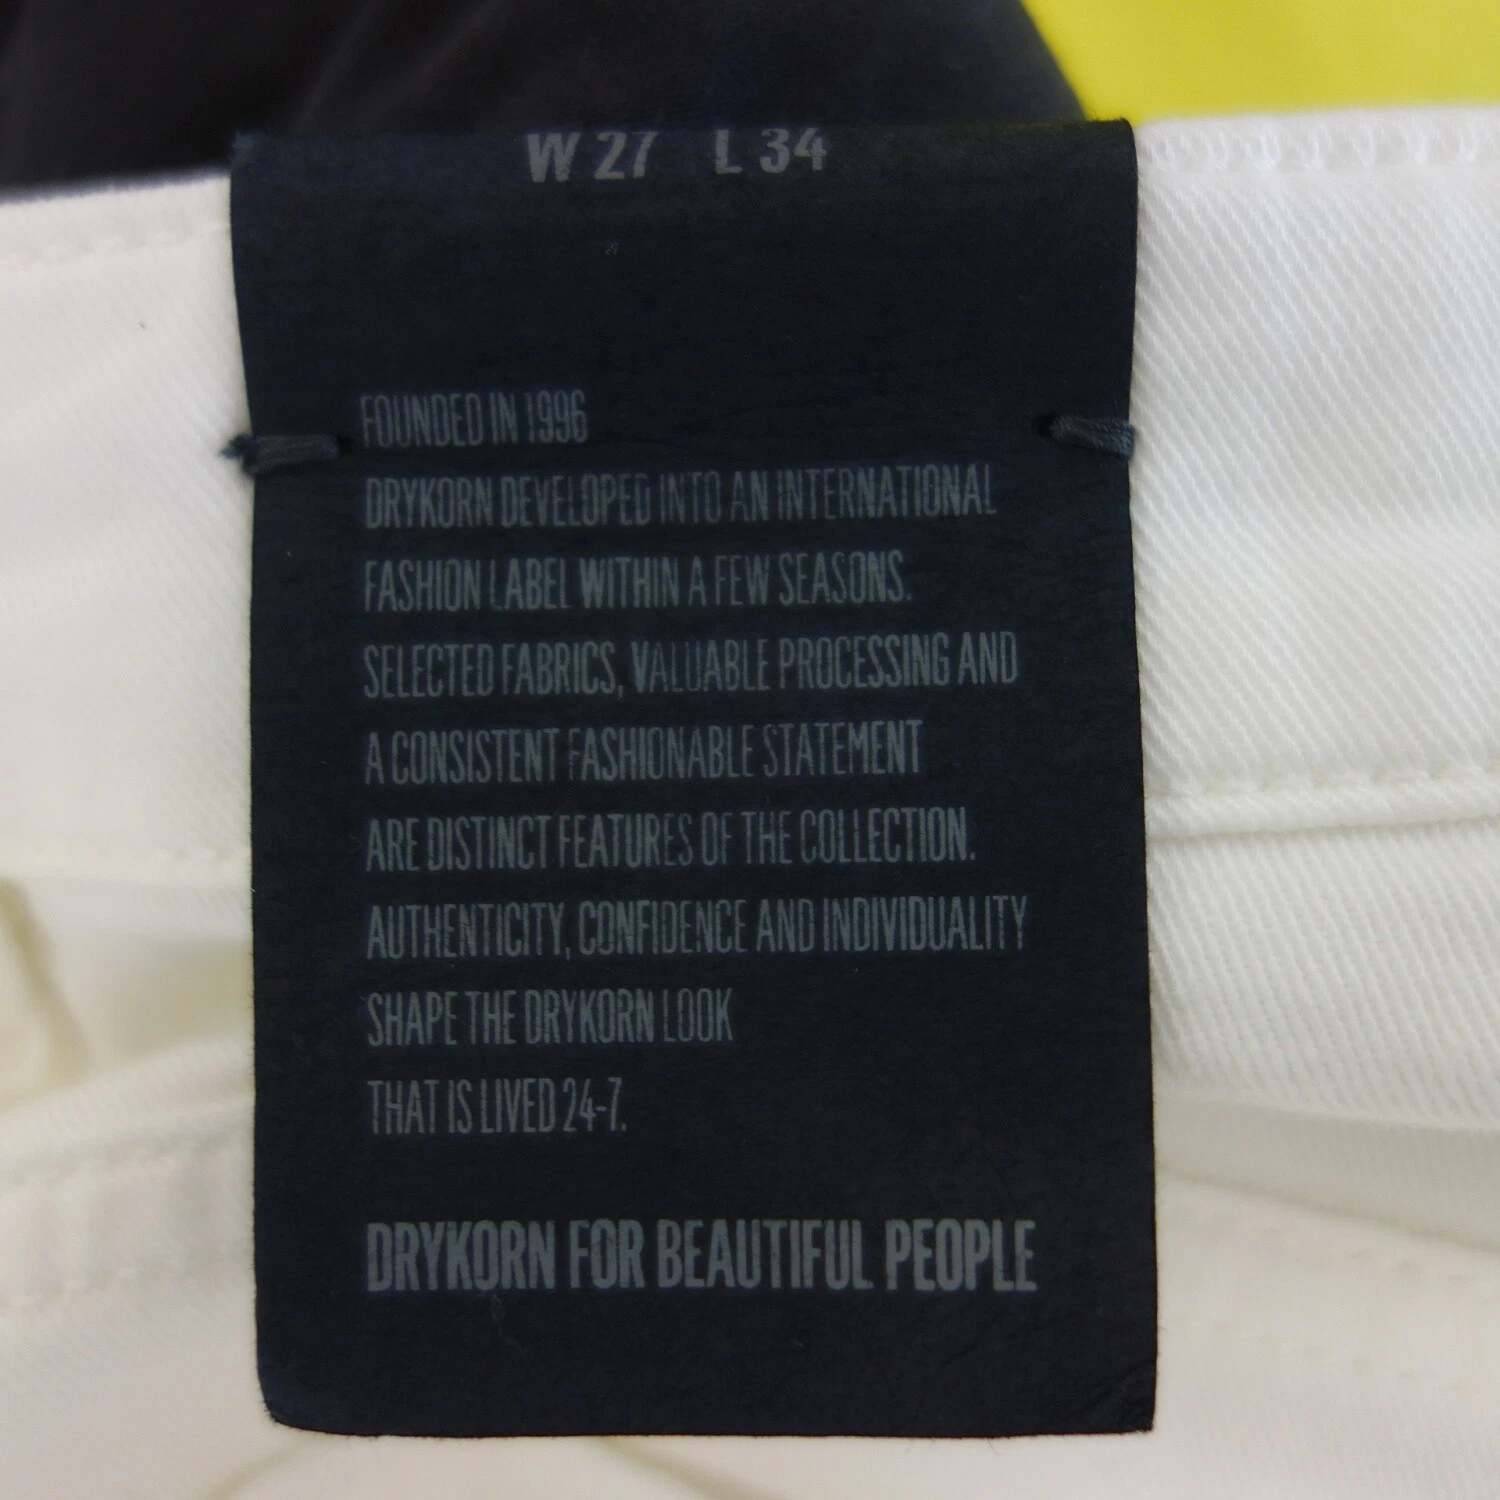 W 27 L 34
FOUNDED IN 1996
DRYKORN DEVELOPED INTO AN INTERNATIONAL
FASHION LABEL WITHIN A FEW SEASONS.
SELECTED FABRICS, VALUABLE PROCESSING AND
A CONSISTENT FASHIONABLE STATEMENT
ARE DISTINCT FEATURES OF THE COLLECTION.
AUTHENTICITY, CONFIDENCE AND INDIVIDUALITY
SHAPE THE DRYKORN LOOK
THAT IS LIVED 24-7.
DRYKORN FOR BEAUTIFUL PEOPLE